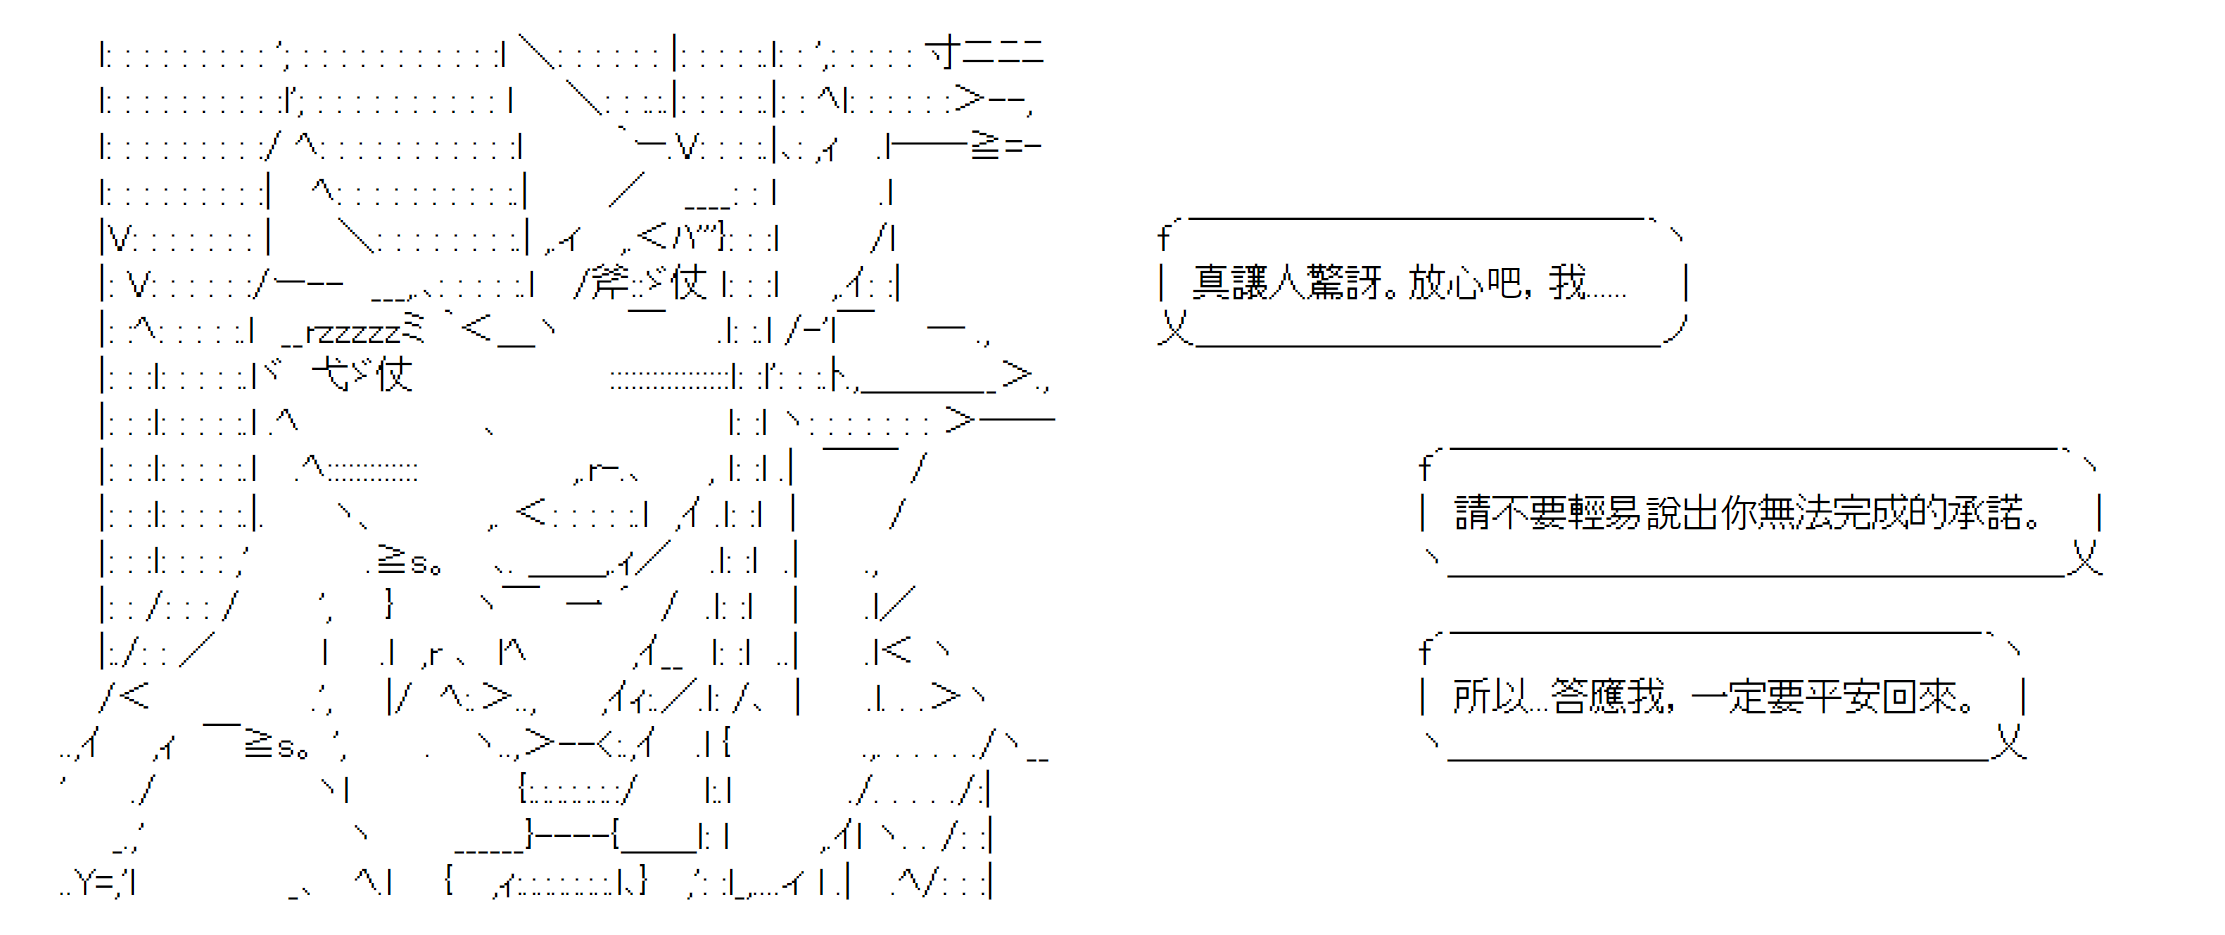 真讓人驚訝。放心吧，我......
請不要輕易說出你無法完成的承諾。
所以...答應我，一定要平安回來。